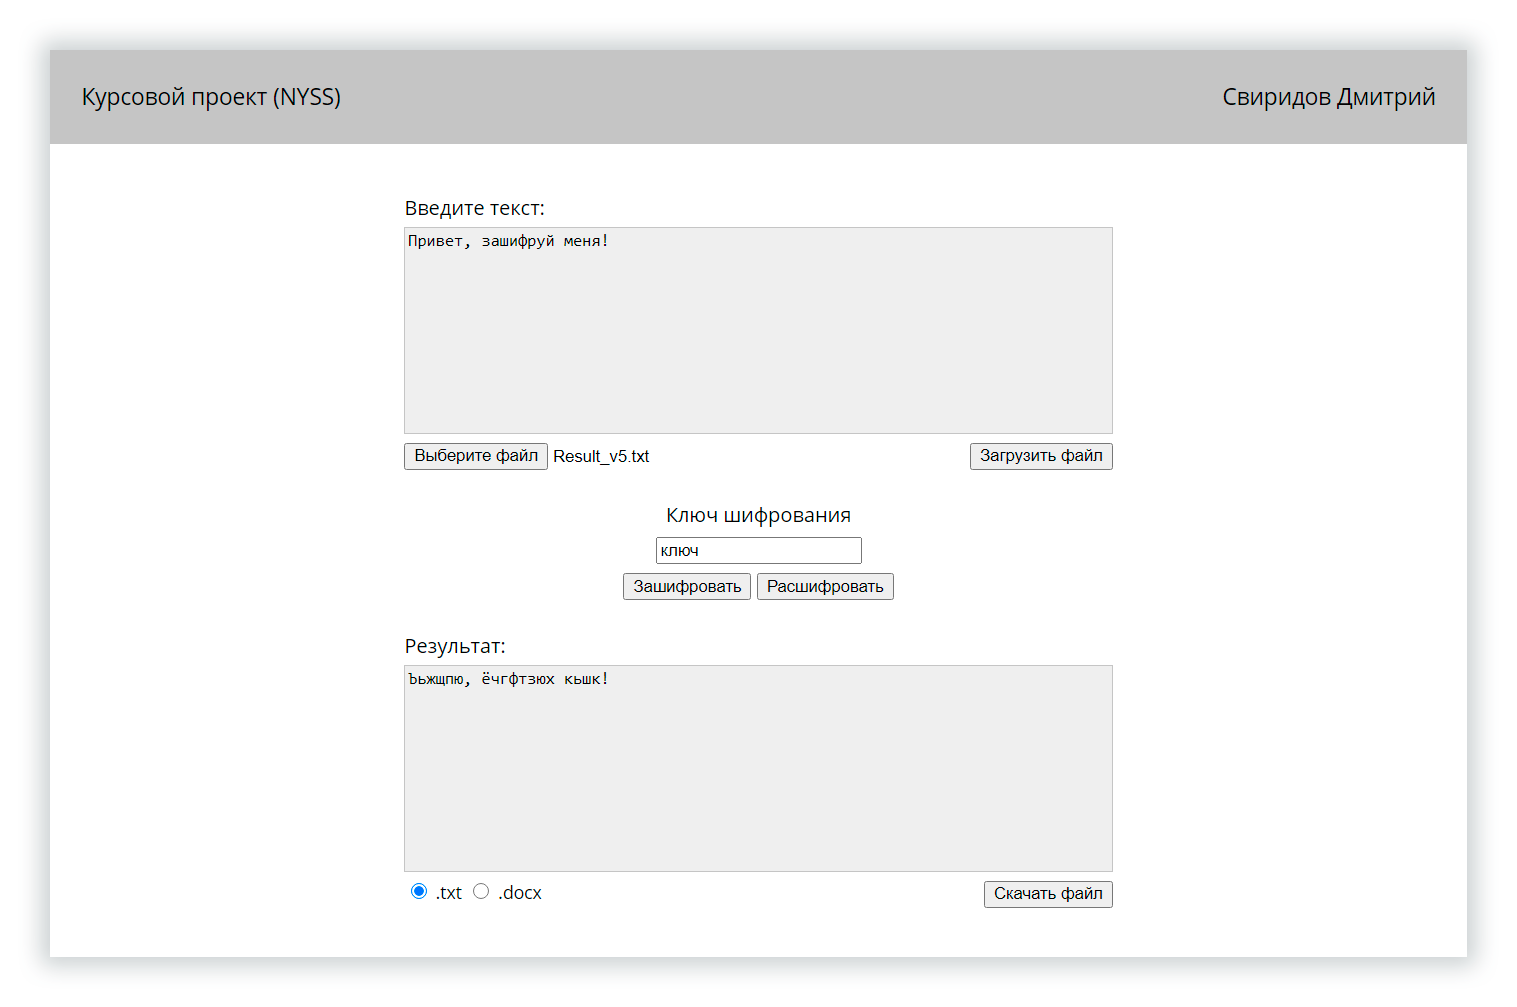 Курсовой проект (NYSS)
Свиридов Дмитрий
Введите текст:
Привет, зашифруй меня!
Выберите файл Result_v5.txt
Загрузить файл
Ключ шифрования
ключ
Зашифровать Расшифровать
Результат:
Ъьжщпю, ёчгфтзюх кьшк!
.txt .docx
Скачать файл